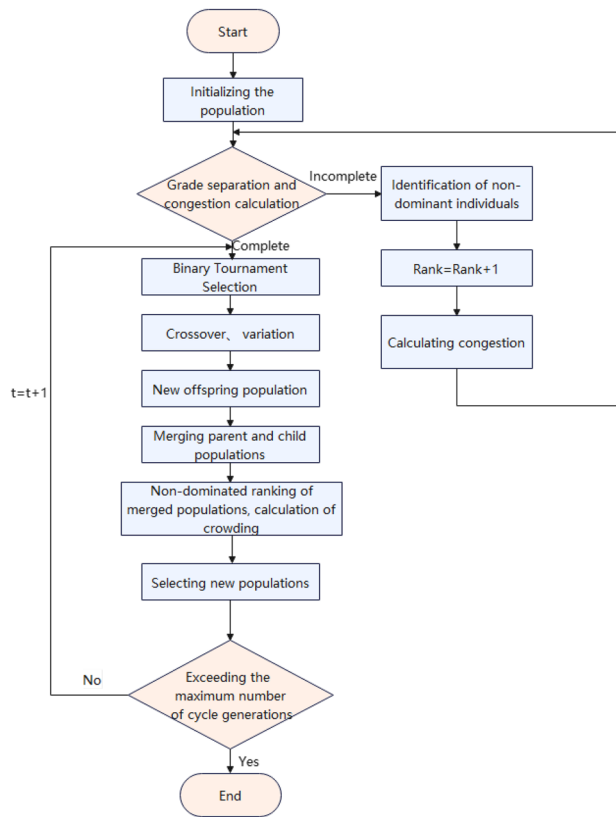 Start
Initializing the
population
Grade separation and
congestion calculation
Incomplete
Identification of non-
dominant individuals
Rank=Rank+1
Calculating congestion
Complete
Binary Tournament
Selection
Crossover、 variation
New offspring population
t=t+1
Merging parent and child
populations
Non-dominated ranking of
merged populations, calculation of
crowding
Selecting new populations
Exceeding the
maximum number
of cycle generations
No
Yes
End